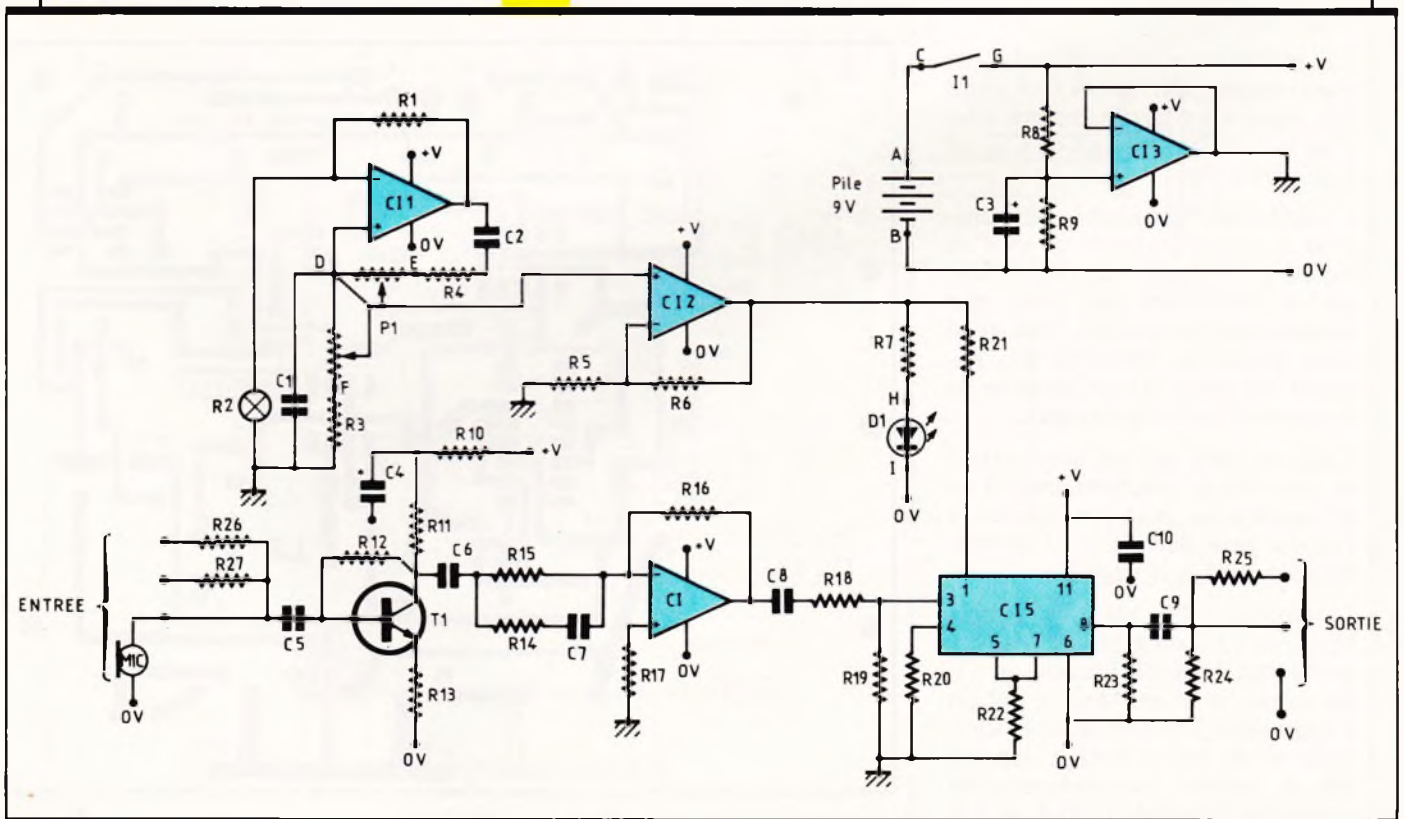 C
G
+V
I1
R1
+V
R8
+V
-
CI3
+
-
CI1
+
A
Pile
9V
C3
+
R9
0V
B
0V
C2
0V
D
E
R4
+V
P1
+
CI2
-
0V
0V
R7
R21
R5
R6
F
R2
C1
R3
H
D1
I
R10
+V
+
C4
0V
+V
R16
R11
R26
R12
C10
R27
C6
R15
-
+V
C8
R18
0V
R25
ENTREE
T1
CI
3
1
11
C9
SORTIE
C5
R14
C7
+
4
CI5
8
MIC
R17
0V
5
7
6
R13
R19
R20
R23
R24
0V
R22
0V
0V
0V